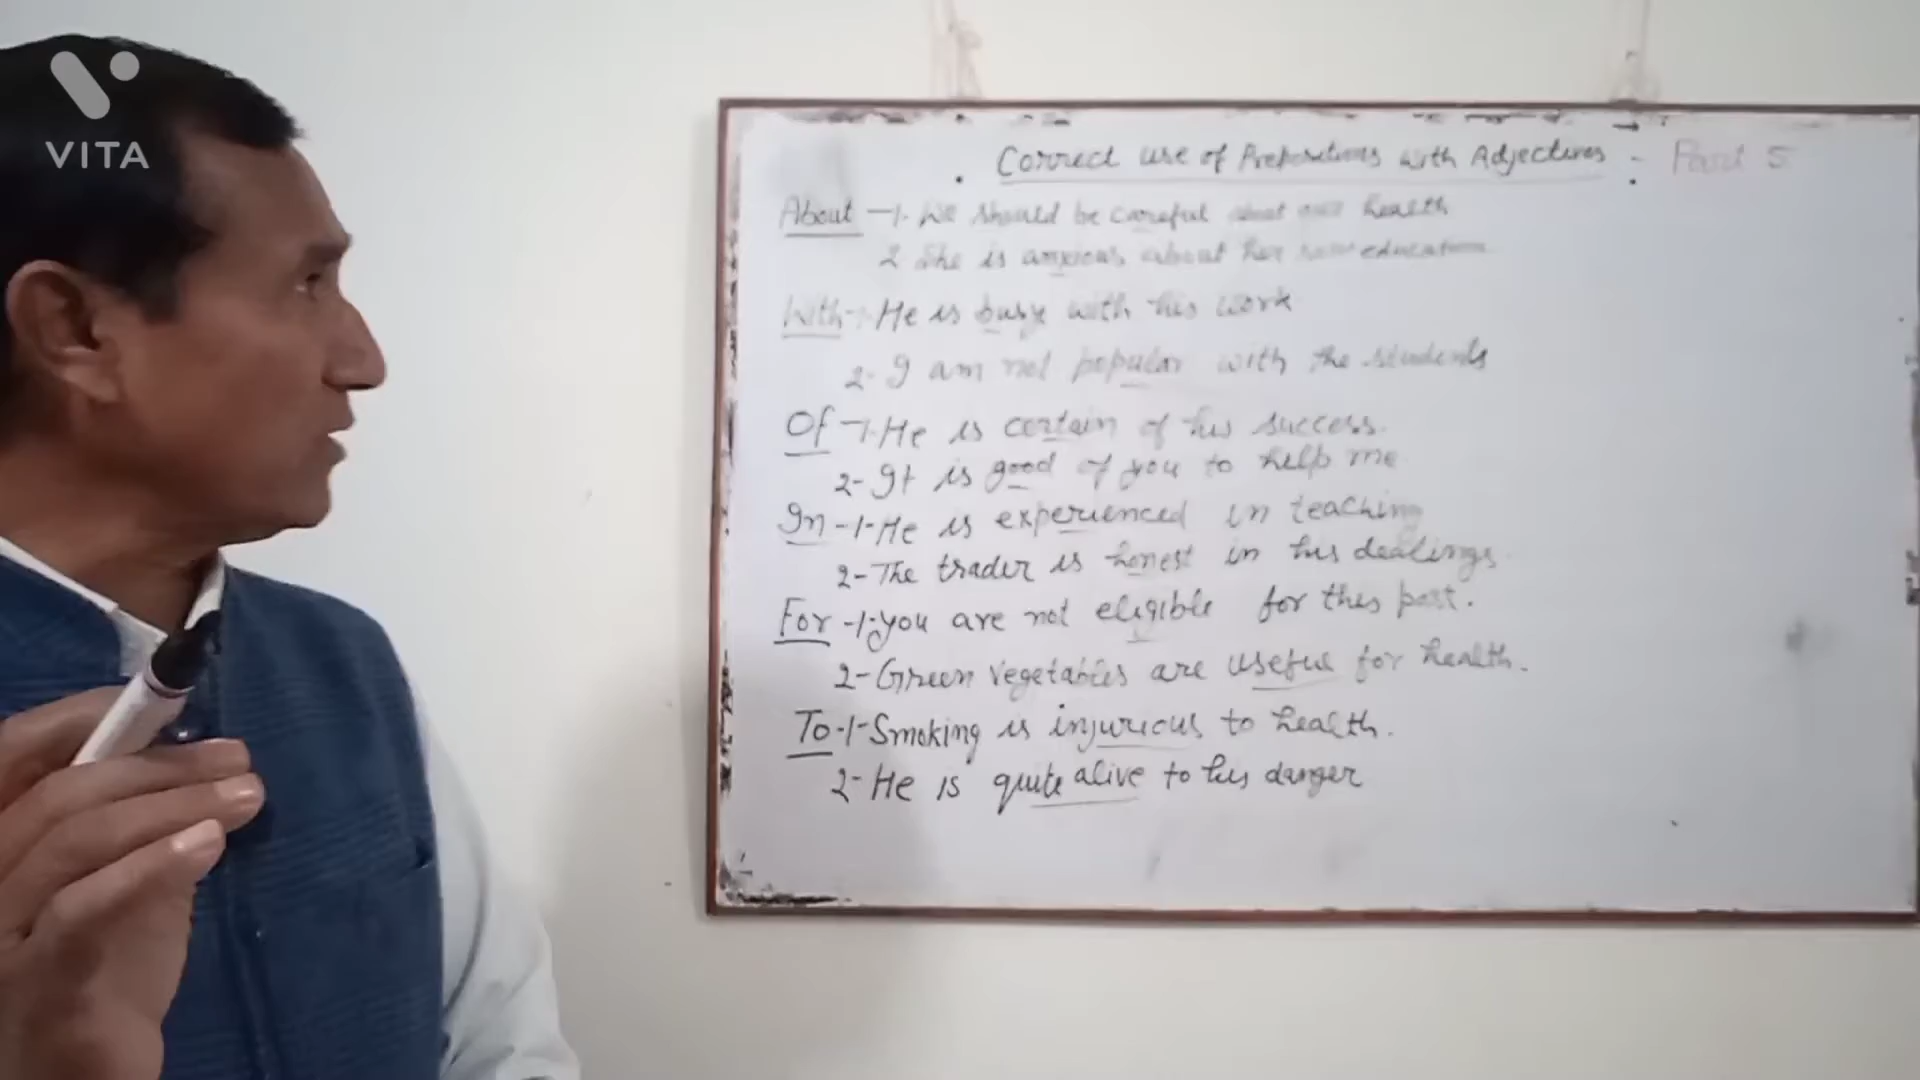 VITA
Correct use of Prepositions with Adjectives - Part 5
About -1. We should be careful about our health
2 She is anxious about her education
With - He is busy with his work
2- I am not popular with the students
Of -1. He is certain of his success.
2- It is good of you to help me
In -1- He is experienced in teaching
2- The trader is honest in his dealings.
For -1- you are not eligible for this post.
2- Green vegetables are useful for health.
To -1- Smoking is injurious to health.
2- He is quite alive to his danger